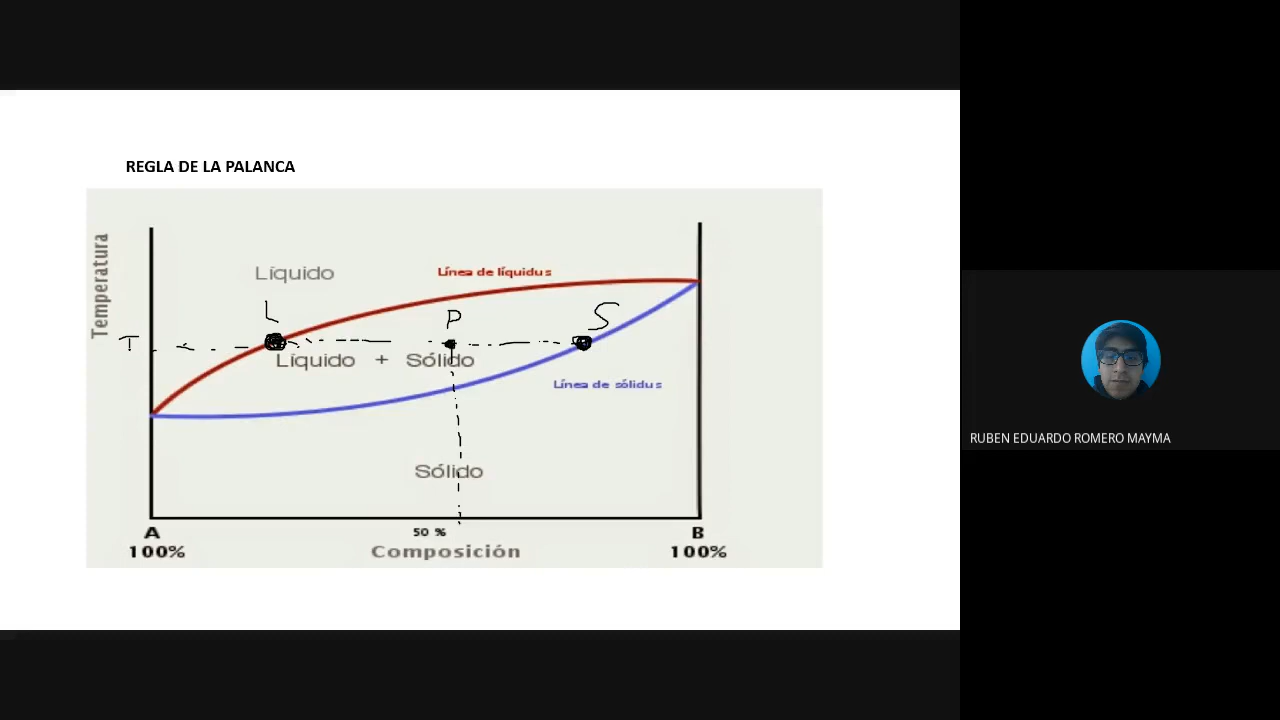 REGLA DE LA PALANCA
Temperatura
Líquido
Línea de líquidus
L
P
S
T
Líquido + Sólido
Línea de sólidus
Sólido
A
50 %
B
100%
Composición
100%
RUBEN EDUARDO ROMERO MAYMA